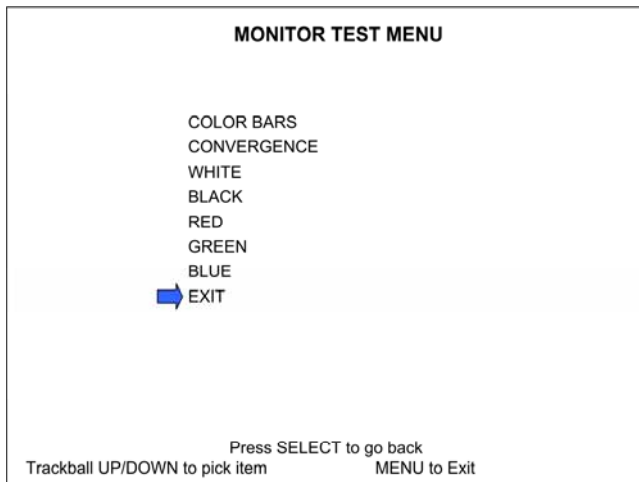 MONITOR TEST MENU
COLOR BARS
CONVERGENCE
WHITE
BLACK
RED
GREEN
BLUE
EXIT
Press SELECT to go back
Trackball UP/DOWN to pick item MENU to Exit